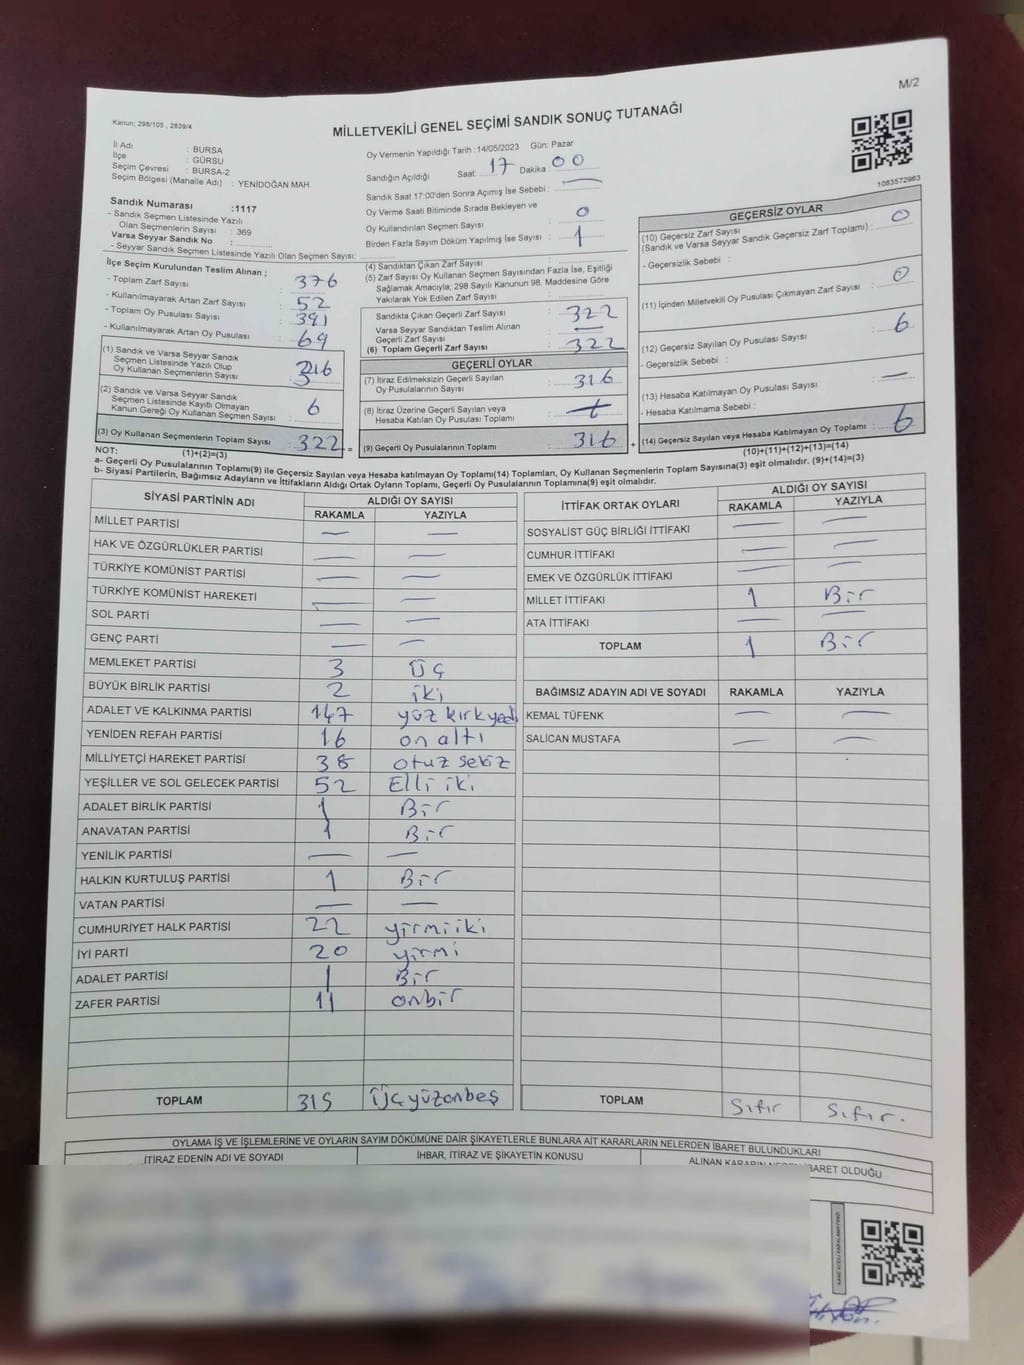 M/2
Kanun; 298/105 , 2839/4
MİLLETVEKİLİ GENEL SEÇİMİ SANDIK SONUÇ TUTANAĞI
İl Adı : BURSA
İlçe : GÜRSU
Seçim Çevresi : BURSA-2
Seçim Bölgesi (Mahalle Adı) : YENİDOĞAN MAH.
Sandık Numarası :1117
- Sandık Seçmen Listesinde Yazılı
Olan Seçmenlerin Sayısı : 369
Varsa Seyyar Sandık No :
- Seyyar Sandık Seçmen Listesinde Yazılı Olan Seçmen Sayısı:
Oy Vermenin Yapıldığı Tarih :14/05/2023 Gün: Pazar
Sandığın Açıldığı Saat: 17 Dakika: 00
Sandık Saat 17:00'den Sonra Açımış İse Sebebi : —
Oy Verme Saati Bitiminde Sırada Bekleyen ve
Oy Kullandırılan Seçmen Sayısı : 0
Birden Fazla Sayım Döküm Yapılmış İse Sayısı : 1
1083572983
İlçe Seçim Kurulundan Teslim Alınan ;
- Toplam Zarf Sayısı : 376
- Kullanılmayarak Artan Zarf Sayısı : 52
- Toplam Oy Pusulası Sayısı : 391
- Kullanılmayarak Artan Oy Pusulası : 69
(1) Sandık ve Varsa Seyyar Sandık
Seçmen Listesinde Yazılı Olup
Oy Kullanan Seçmenlerin Sayısı : 316
(2) Sandık ve Varsa Seyyar Sandık
Seçmen Listesinde Kayıtlı Olmayan
Kanun Gereği Oy Kullanan Seçmen Sayısı : 6
(3) Oy Kullanan Seçmenlerin Toplam Sayısı : 322 =
(4) Sandıktan Çıkan Zarf Sayısı :
(5) Zarf Sayısı Oy Kullanan Seçmen Sayısından Fazla İse, Eşitliği
Sağlamak Amacıyla, 298 Sayılı Kanunun 98. Maddesine Göre
Yakılarak Yok Edilen Zarf Sayısı :
Sandıkta Çıkan Geçerli Zarf Sayısı : 322
Varsa Seyyar Sandıktan Teslim Alınan
Geçerli Zarf Sayısı : —
(6) Toplam Geçerli Zarf Sayısı : 322
GEÇERLİ OYLAR
(7) İtiraz Edilmeksizin Geçerli Sayılan
Oy Pusulalarının Sayısı : 316
(8) İtiraz Üzerine Geçerli Sayılan veya
Hesaba Katılan Oy Pusulası Toplamı :
(9) Geçerli Oy Pusulalarının Toplamı : 316 +
GEÇERSİZ OYLAR
(10) Geçersiz Zarf Sayısı
(Sandık ve Varsa Seyyar Sandık Geçersiz Zarf Toplamı) : 0
- Geçersizlik Sebebi :
(11) İçinden Milletvekili Oy Pusulası Çıkmayan Zarf Sayısı : 0
(12) Geçersiz Sayılan Oy Pusulası Sayısı : 6
- Geçersizlik Sebebi :
(13) Hesaba Katılmayan Oy Pusulası Sayısı : —
- Hesaba Katılmama Sebebi :
(14) Geçersiz Sayılan veya Hesaba Katılmayan Oy Toplamı : 6
NOT: (1)+(2)=(3) (10)+(11)+(12)+(13)=(14)
a- Geçerli Oy Pusulalarının Toplamı(9) ile Geçersiz Sayılan veya Hesaba katılmayan Oy Toplamı(14) Toplamları, Oy Kullanan Seçmenlerin Toplam Sayısına(3) eşit olmalıdır. (9)+(14)=(3)
b- Siyasi Partilerin, Bağımsız Adayların ve İttifakların Aldığı Ortak Oyların Toplamı, Geçerli Oy Pusulalarının Toplamına(9) eşit olmalıdır.
SİYASİ PARTİNİN ADI ALDIĞI OY SAYISI
RAKAMLA YAZIYLA
MİLLET PARTİSİ — —
HAK VE ÖZGÜRLÜKLER PARTİSİ — —
TÜRKİYE KOMÜNİST PARTİSİ — —
TÜRKİYE KOMÜNİST HAREKETİ — —
SOL PARTİ — —
GENÇ PARTİ — —
MEMLEKET PARTİSİ 3 üç
BÜYÜK BİRLİK PARTİSİ 2 iki
ADALET VE KALKINMA PARTİSİ 147 yüz kırk yedi
YENİDEN REFAH PARTİSİ 16 on altı
MİLLİYETÇİ HAREKET PARTİSİ 38 otuz sekiz
YEŞİLLER VE SOL GELECEK PARTİSİ 52 Elli iki
ADALET BİRLİK PARTİSİ 1 Bir
ANAVATAN PARTİSİ 1 Bir
YENİLİK PARTİSİ — —
HALKIN KURTULUŞ PARTİSİ 1 Bir
VATAN PARTİSİ — —
CUMHURİYET HALK PARTİSİ 22 yirmi iki
İYİ PARTİ 20 yirmi
ADALET PARTİSİ 1 Bir
ZAFER PARTİSİ 11 onbir
TOPLAM 315 üçyüzonbeş
İTTİFAK ORTAK OYLARI ALDIĞI OY SAYISI
RAKAMLA YAZIYLA
SOSYALİST GÜÇ BİRLİĞİ İTTİFAKI — —
CUMHUR İTTİFAKI — —
EMEK VE ÖZGÜRLÜK İTTİFAKI — —
MİLLET İTTİFAKI 1 Bir
ATA İTTİFAKI —
TOPLAM 1 Bir
BAĞIMSIZ ADAYIN ADI VE SOYADI RAKAMLA YAZIYLA
KEMAL TÜFENK — —
SALİCAN MUSTAFA — —
TOPLAM Sıfır Sıfır.
OYLAMA İŞ VE İŞLEMLERİNE VE OYLARIN SAYIM DÖKÜMÜNE DAİR ŞİKAYETLERLE BUNLARA AİT KARARLARIN NELERDEN İBARET BULUNDUKLARI
İTİRAZ EDENİN ADI VE SOYADI İHBAR, İTİRAZ VE ŞİKAYETİN KONUSU ALINAN KARARIN NEDEN İBARET OLDUĞU